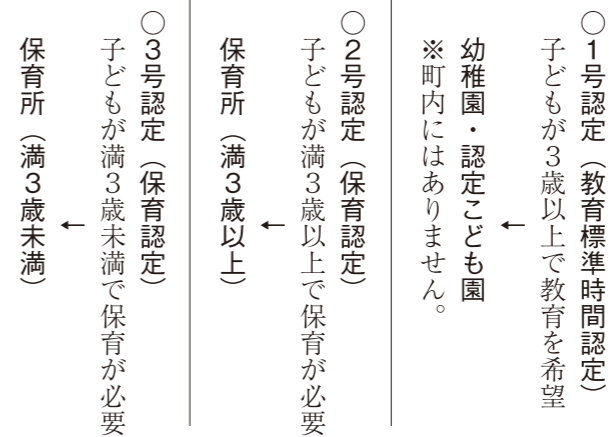 ○1号認定（教育標準時間認定）
子どもが3歳以上で教育を希望
←
幼稚園・認定こども園
※町内にはありません。
○2号認定（保育認定）
子どもが満3歳以上で保育が必要
←
保育所（満3歳以上）
○3号認定（保育認定）
子どもが満3歳未満で保育が必要
←
保育所（満3歳未満）